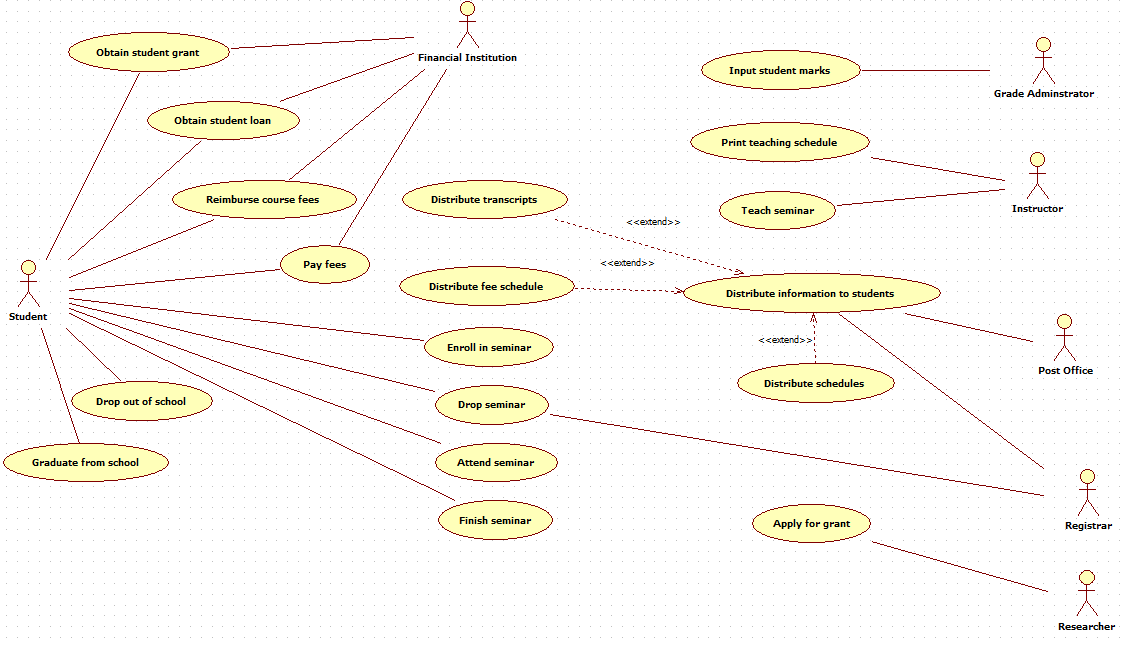 Obtain student grant
Financial Institution
Input student marks
Grade Adminstrator
Obtain student loan
Print teaching schedule
Reimburse course fees
Distribute transcripts
Teach seminar
Instructor
<<extend>>
<<extend>>
Pay fees
Distribute fee schedule
Distribute information to students
Student
Enroll in seminar
<<extend>>
Post Office
Distribute schedules
Drop out of school
Drop seminar
Graduate from school
Attend seminar
Finish seminar
Apply for grant
Registrar
Researcher